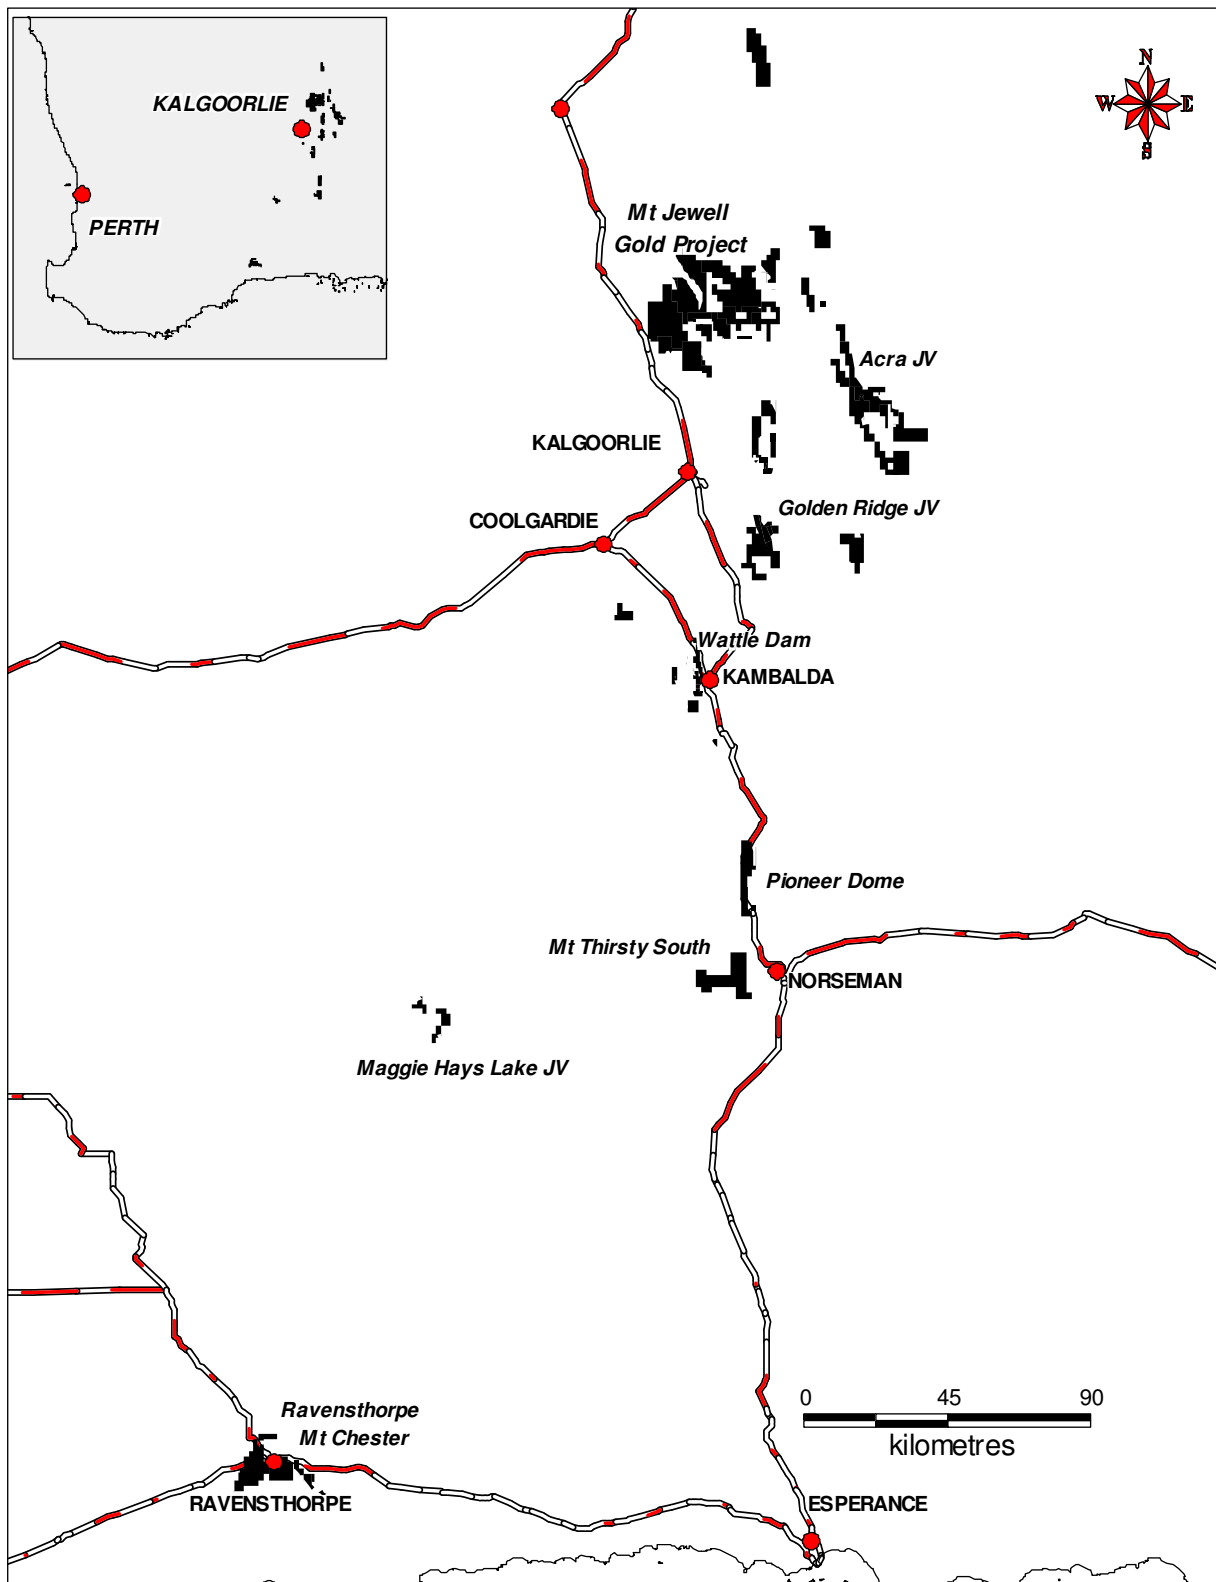 KALGOORLIE
PERTH
N
W
E
S
Mt Jewell
Gold Project
Acra JV
KALGOORLIE
Golden Ridge JV
COOLGARDIE
Wattle Dam
KAMBALDA
Pioneer Dome
Mt Thirsty South
NORSEMAN
Maggie Hays Lake JV
0 45 90
kilometres
Ravensthorpe
Mt Chester
RAVENSTHORPE
ESPERANCE